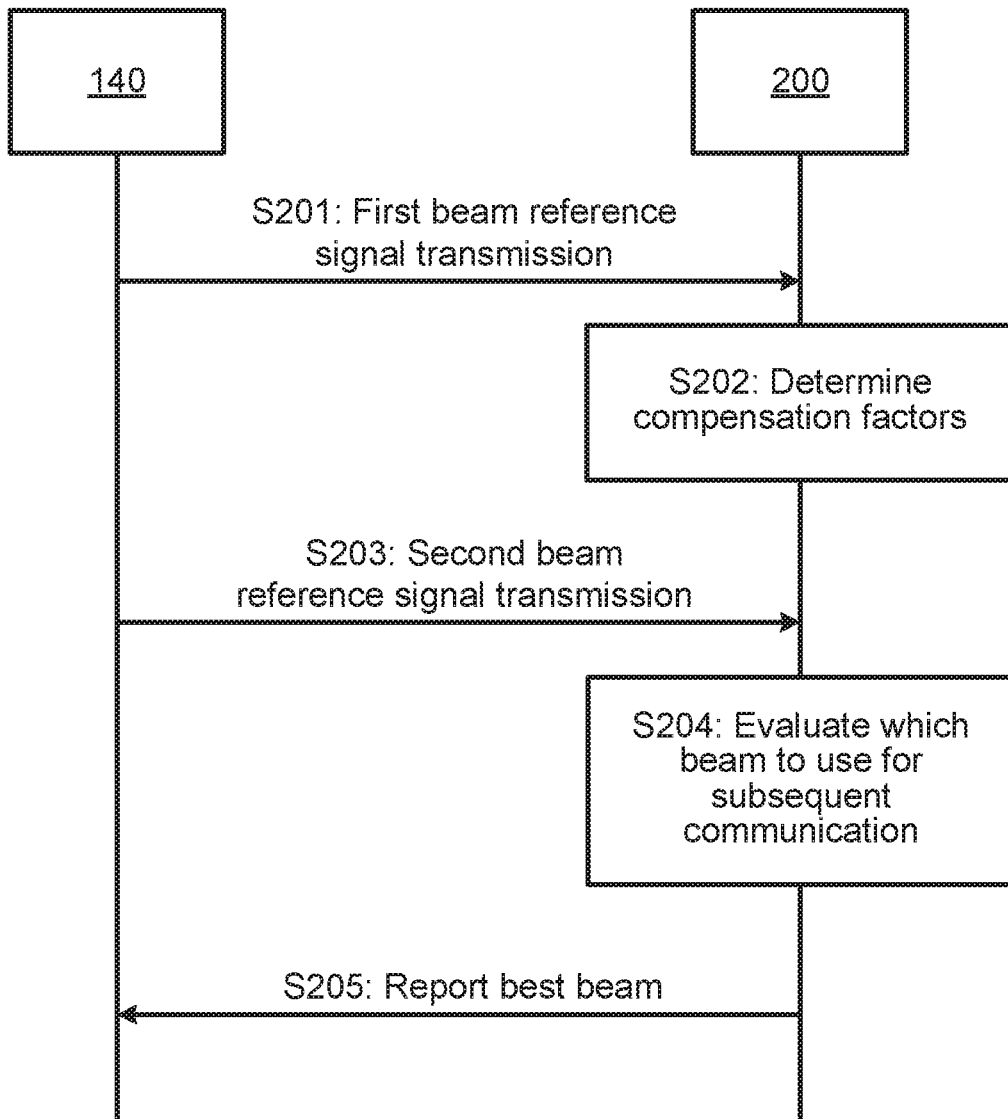 140
200
S201: First beam reference
signal transmission
S202: Determine
compensation factors
S203: Second beam
reference signal transmission
S204: Evaluate which
beam to use for
subsequent
communication
S205: Report best beam